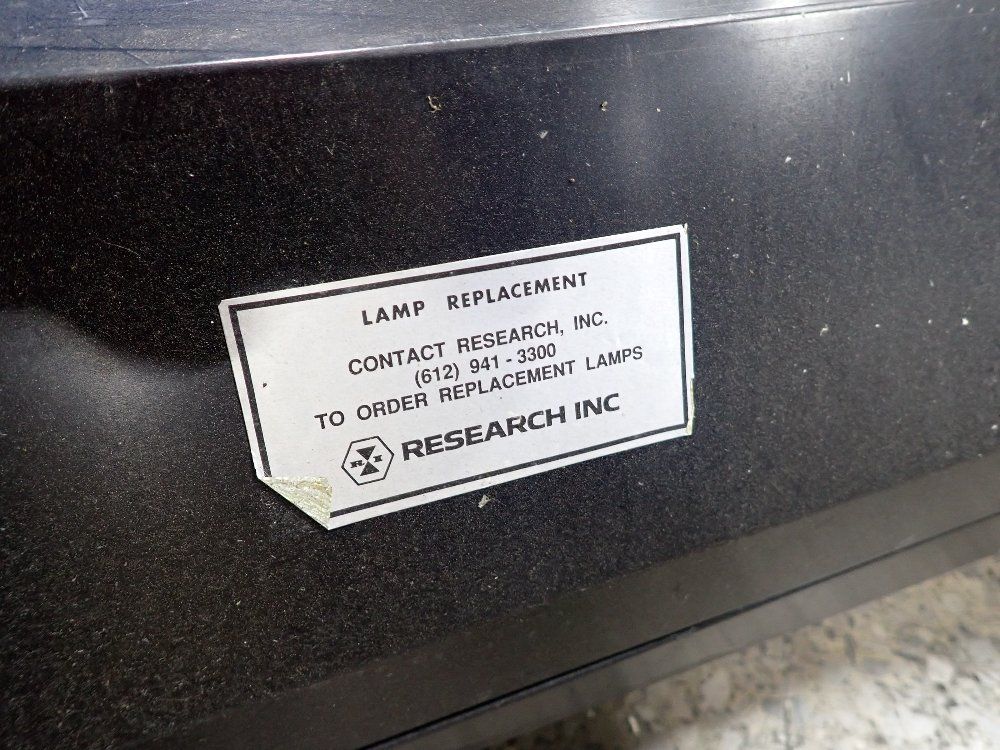 LAMP REPLACEMENT
CONTACT RESEARCH, INC.
(612) 941 - 3300
TO ORDER REPLACEMENT LAMPS
R I RESEARCH INC